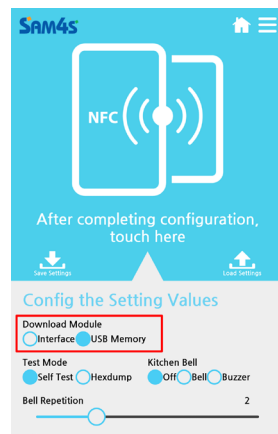 SAM4S
NFC
After completing configuration,
touch here
Save Settings Load Settings
Config the Setting Values
Download Module
Interface USB Memory
Test Mode Kitchen Bell
Self Test Hexdump Off Bell Buzzer
Bell Repetition 2